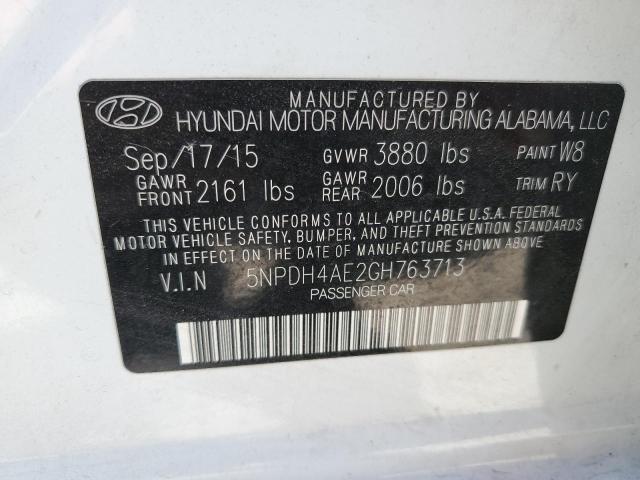 MANUFACTURED BY
HYUNDAI MOTOR MANUFACTURING ALABAMA, LLC
Sep/17/15 GVWR 3880 lbs PAINT W8
GAWR FRONT 2161 lbs GAWR REAR 2006 lbs TRIM RY
THIS VEHICLE CONFORMS TO ALL APPLICABLE U.S.A. FEDERAL
MOTOR VEHICLE SAFETY, BUMPER, AND THEFT PREVENTION STANDARDS
IN EFFECT ON THE DATE OF MANUFACTURE SHOWN ABOVE.
V.I.N 5NPDH4AE2GH763713
PASSENGER CAR